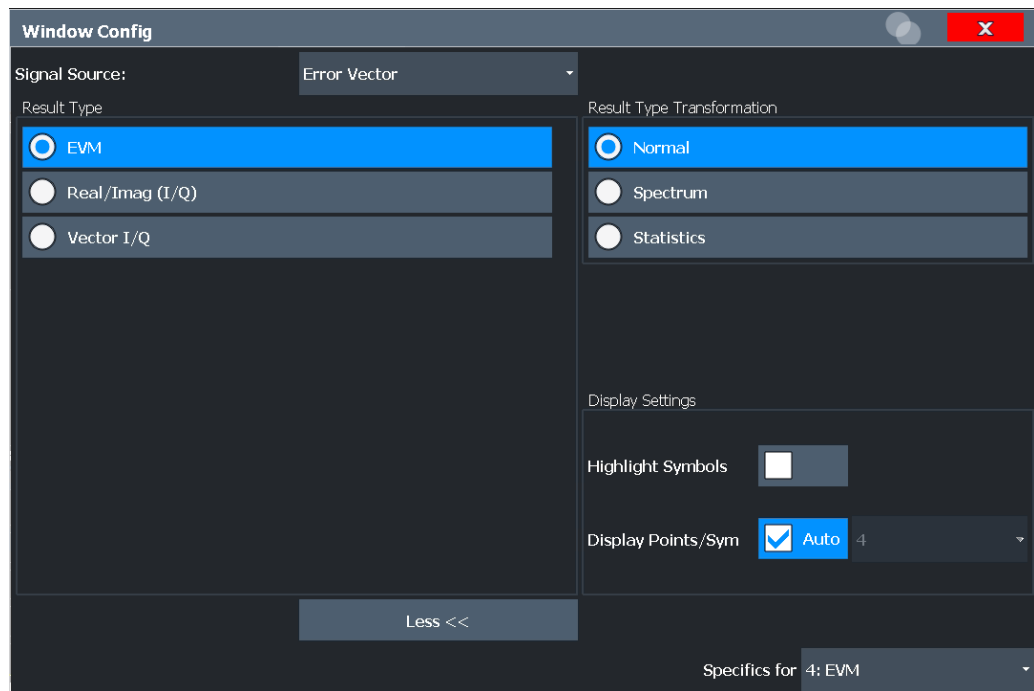 Window Config
X
Signal Source:
Error Vector
Result Type
EVM
Real/Imag (I/Q)
Vector I/Q
Result Type Transformation
Normal
Spectrum
Statistics
Display Settings
Highlight Symbols
Display Points/Sym
Auto
4
Less <<
Specifics for
4: EVM